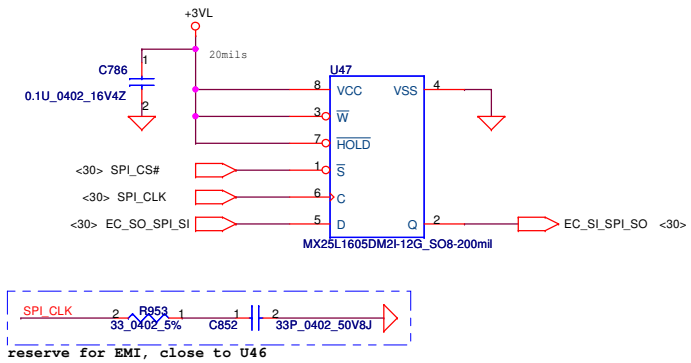 +3VL
20mils
C786
1
2
0.1U_0402_16V4Z
U47
8 VCC VSS 4
3 W
7 HOLD
<30> SPI_CS# 1 S
<30> SPI_CLK 6 C
<30> EC_SO_SPI_SI 5 D Q 2 EC_SI_SPI_SO <30>
MX25L1605DM2I-12G_SO8-200mil
SPI_CLK 2 R953 1 1 2
33_0402_5% C852 33P_0402_50V8J
reserve for EMI, close to U46